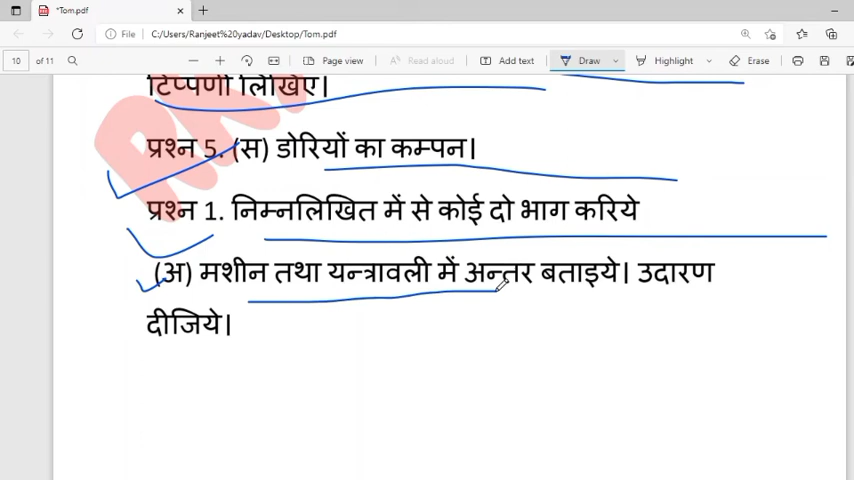 *Tom.pdf
File C:/Users/Ranjeet%20yadav/Desktop/Tom.pdf
10 of 11 Page view Read aloud Add text Draw Highlight Erase
टिप्पणी लिखिए।
प्रश्न 5. (स) डोरियों का कम्पन।
प्रश्न 1. निम्नलिखित में से कोई दो भाग करिये
(अ) मशीन तथा यन्त्रावली में अन्तर बताइये। उदारण
दीजिये।